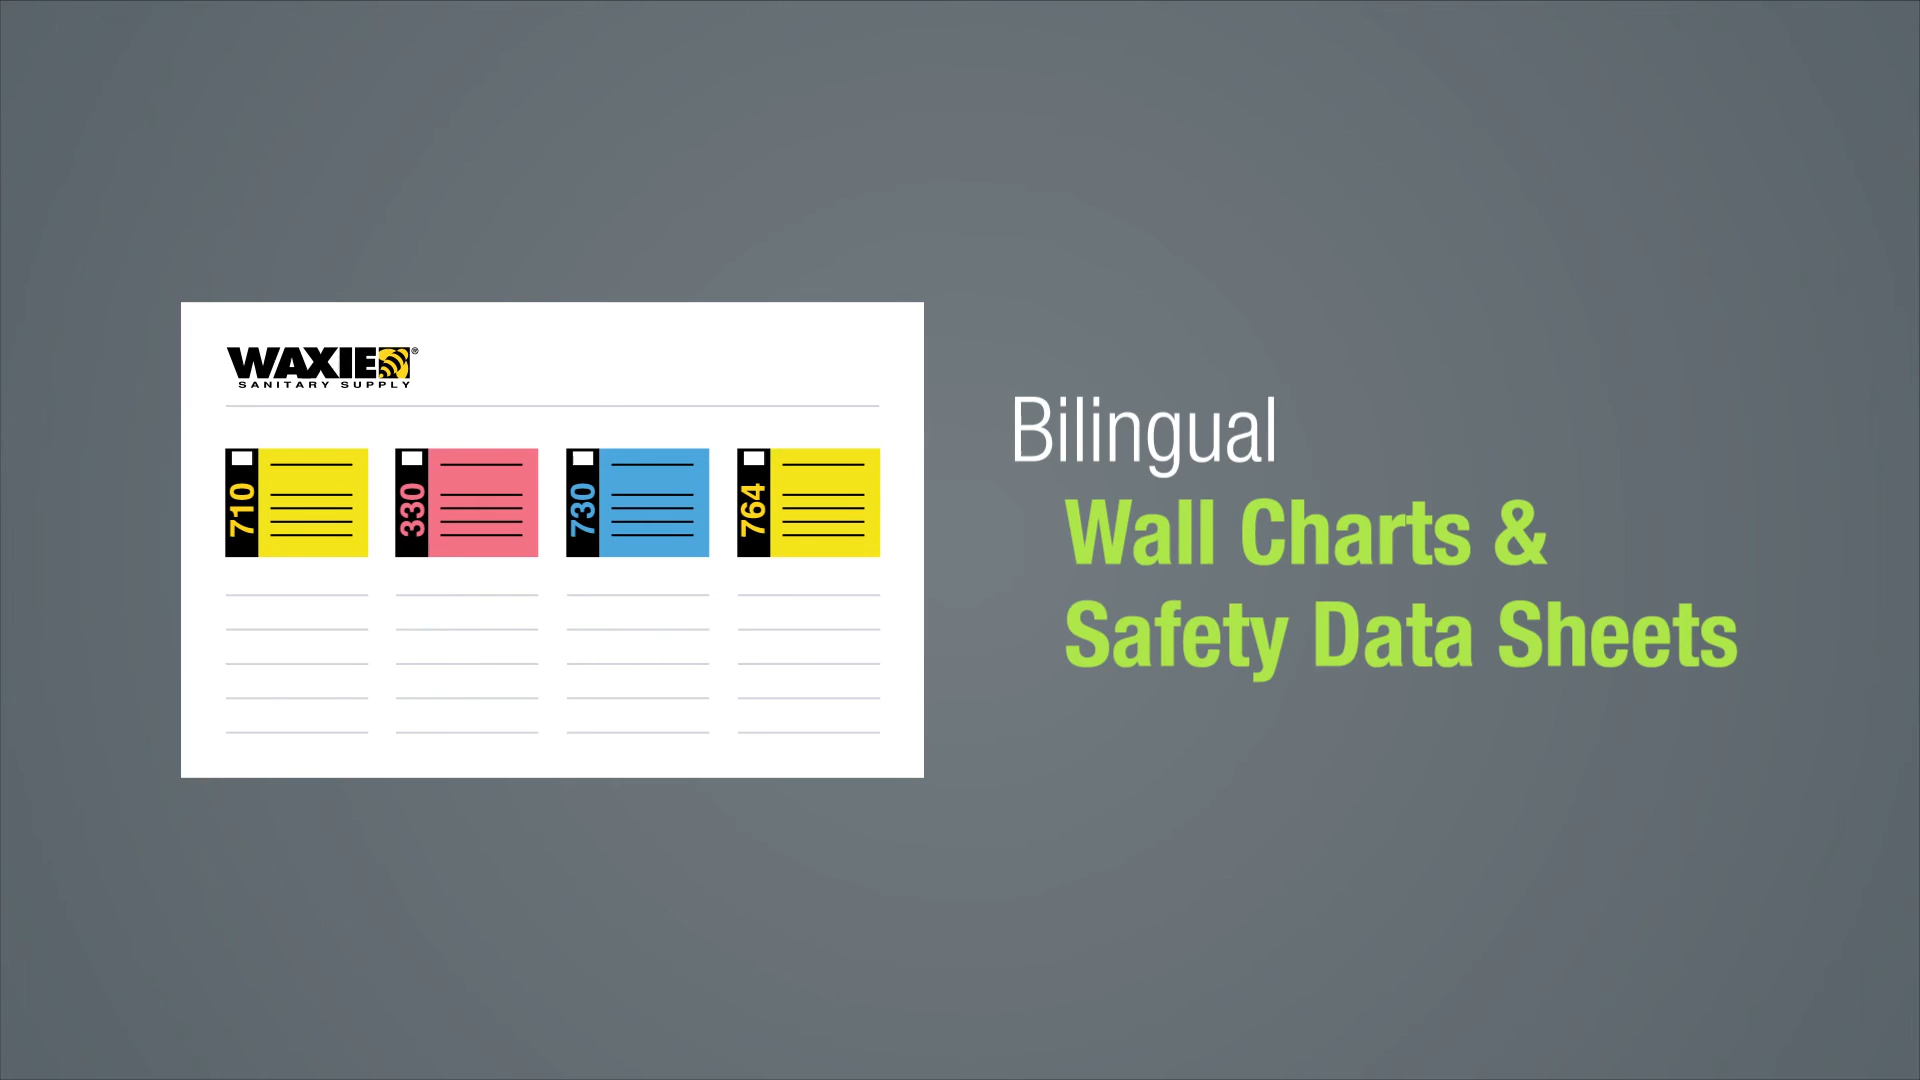 WAXIE®
SANITARY SUPPLY
710
330
730
764
Bilingual
Wall Charts &
Safety Data Sheets